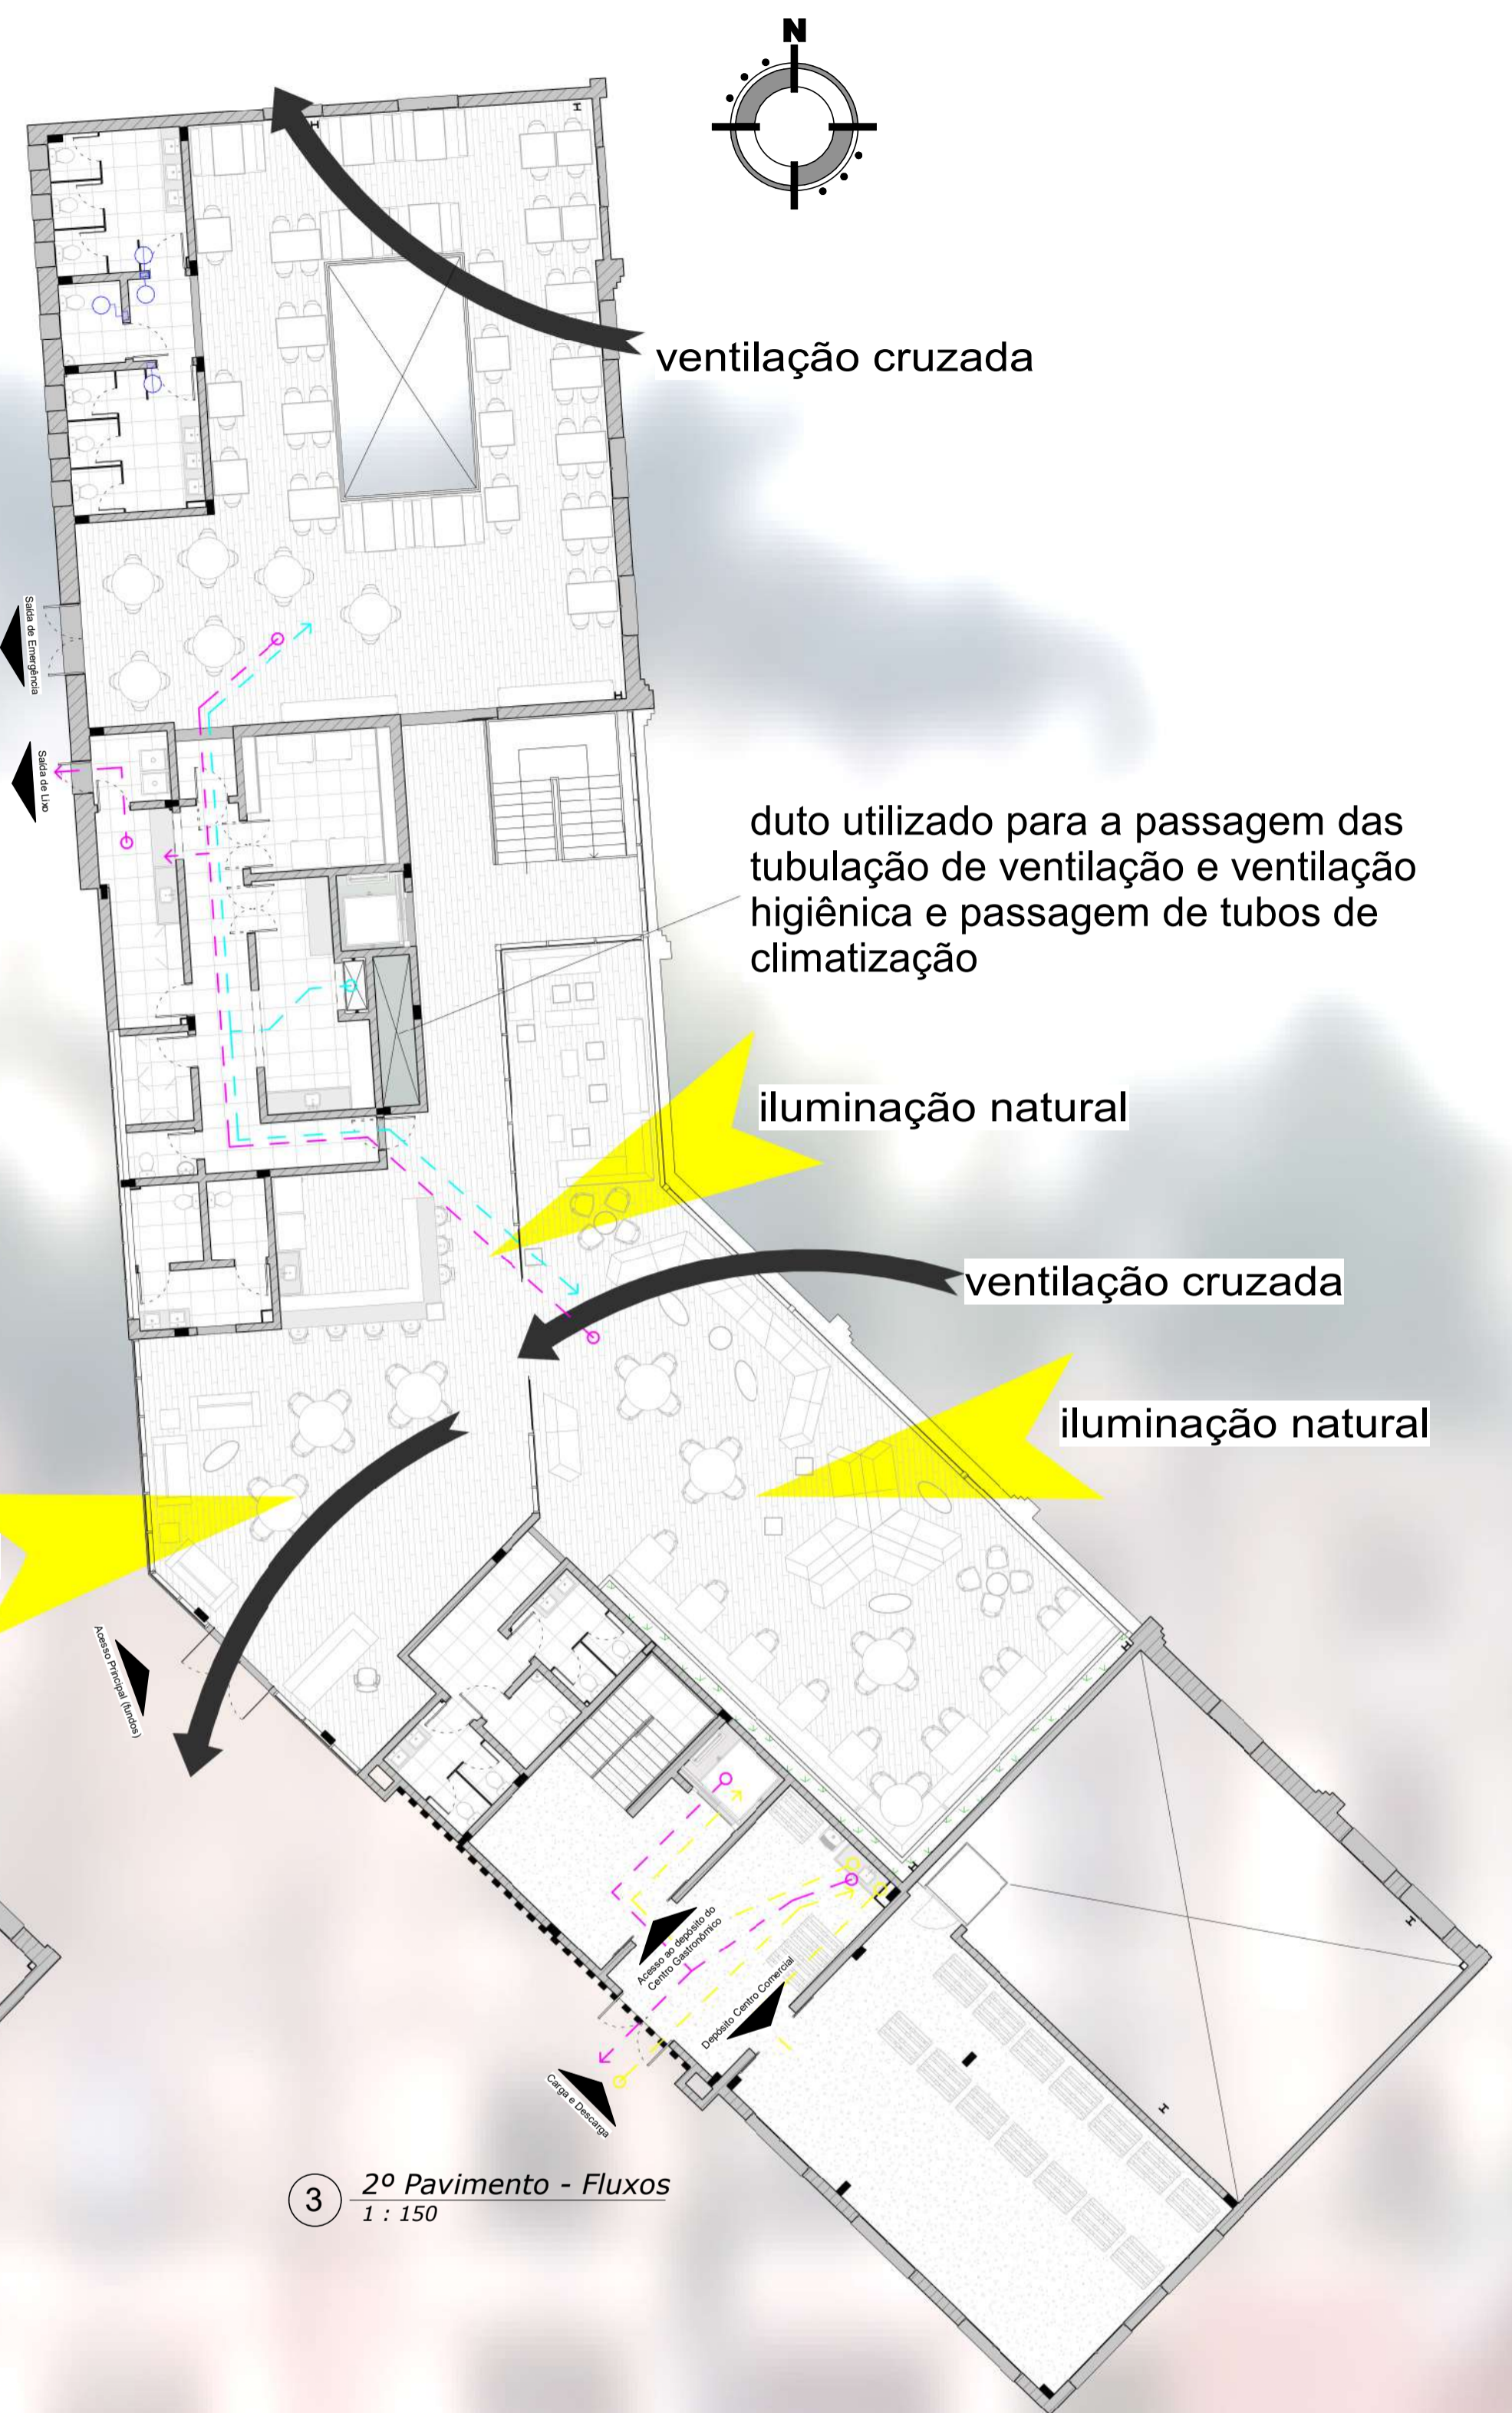 N
ventilação cruzada
Saída de Emergência
Saída de Lixo
duto utilizado para a passagem das
tubulação de ventilação e ventilação
higiênica e passagem de tubos de
climatização
iluminação natural
ventilação cruzada
iluminação natural
Acesso Principal (fundos)
Acesso ao depósito do
Centro Gastronômico
Depósito Centro Comercial
Carga e Descarga
3 2º Pavimento - Fluxos
1 : 150